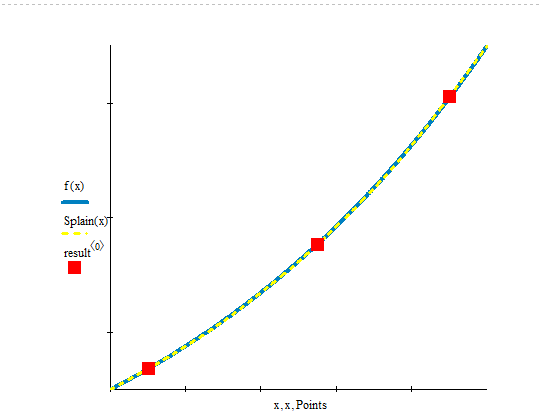 f(x)
Splain(x)
result⟨0⟩
x, x, Points